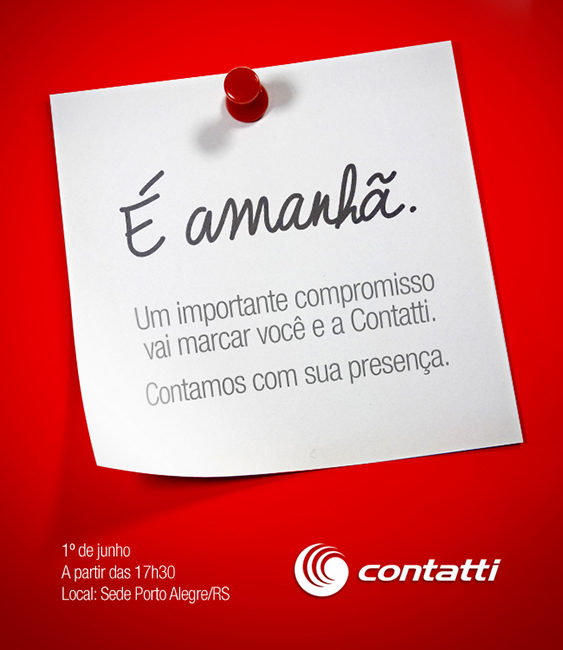 É amanhã.
Um importante compromisso
vai marcar você e a Contatti.
Contamos com sua presença.
1º de junho
A partir das 17h30
Local: Sede Porto Alegre/RS
contatti